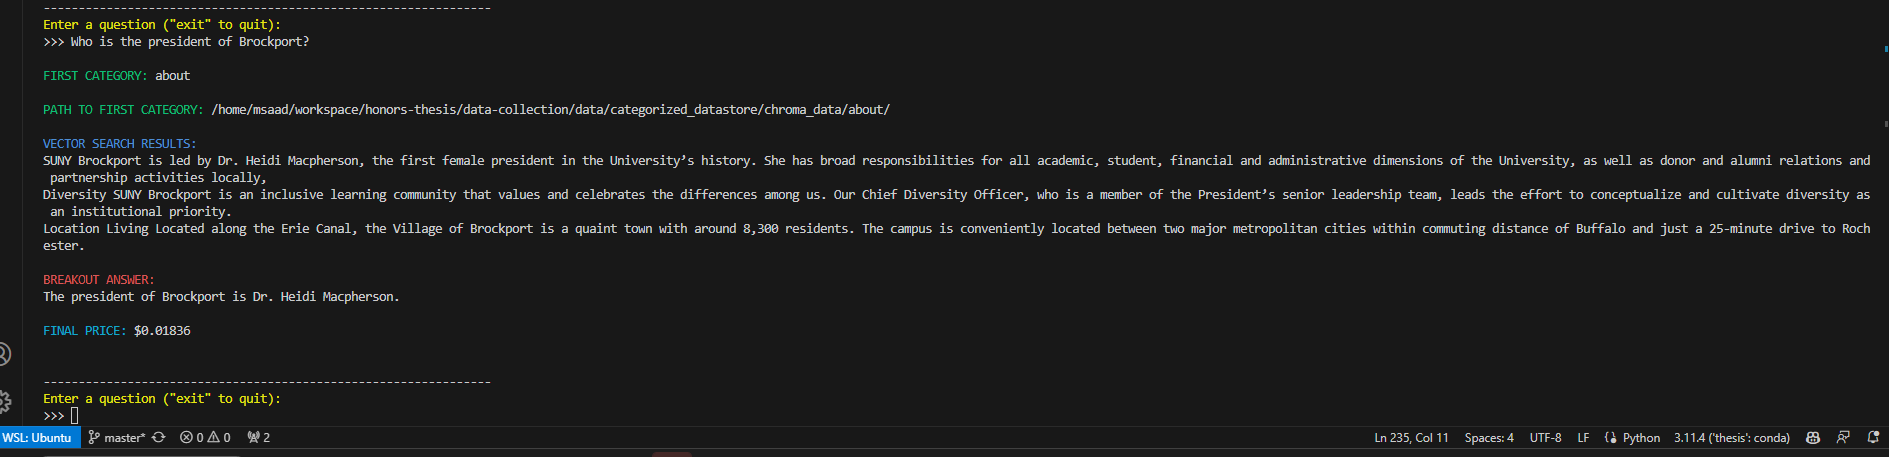 ----------------------------------------------------------------
Enter a question ("exit" to quit):
>>> Who is the president of Brockport?
FIRST CATEGORY: about
PATH TO FIRST CATEGORY: /home/msaad/workspace/honors-thesis/data-collection/data/categorized_datastore/chroma_data/about/
VECTOR SEARCH RESULTS:
SUNY Brockport is led by Dr. Heidi Macpherson, the first female president in the University’s history. She has broad responsibilities for all academic, student, financial and administrative dimensions of the University, as well as donor and alumni relations and
partnership activities locally,
Diversity SUNY Brockport is an inclusive learning community that values and celebrates the differences among us. Our Chief Diversity Officer, who is a member of the President’s senior leadership team, leads the effort to conceptualize and cultivate diversity as
an institutional priority.
Location Living Located along the Erie Canal, the Village of Brockport is a quaint town with around 8,300 residents. The campus is conveniently located between two major metropolitan cities within commuting distance of Buffalo and just a 25-minute drive to Roch
ester.
BREAKOUT ANSWER:
The president of Brockport is Dr. Heidi Macpherson.
FINAL PRICE: $0.01836
----------------------------------------------------------------
Enter a question ("exit" to quit):
>>>
WSL: Ubuntu master* 0 0 2 Ln 235, Col 11 Spaces: 4 UTF-8 LF Python 3.11.4 ('thesis': conda)